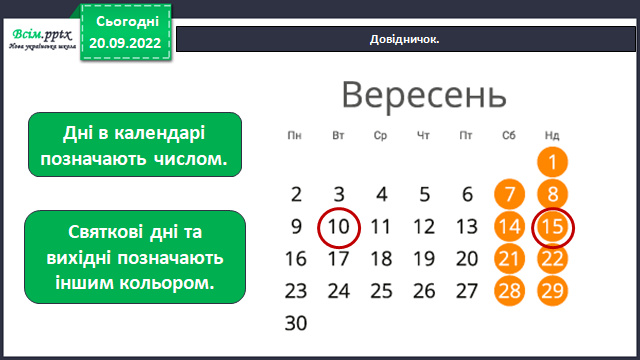 Всім.pptx
Нова українська школа
Сьогодні
20.09.2022
Довідничок.
Дні в календарі
позначають числом.
Святкові дні та
вихідні позначають
іншим кольором.
Вересень
Пн Вт Ср Чт Пт Сб Нд
1
2 3 4 5 6 7 8
9 10 11 12 13 14 15
16 17 18 19 20 21 22
23 24 25 26 27 28 29
30